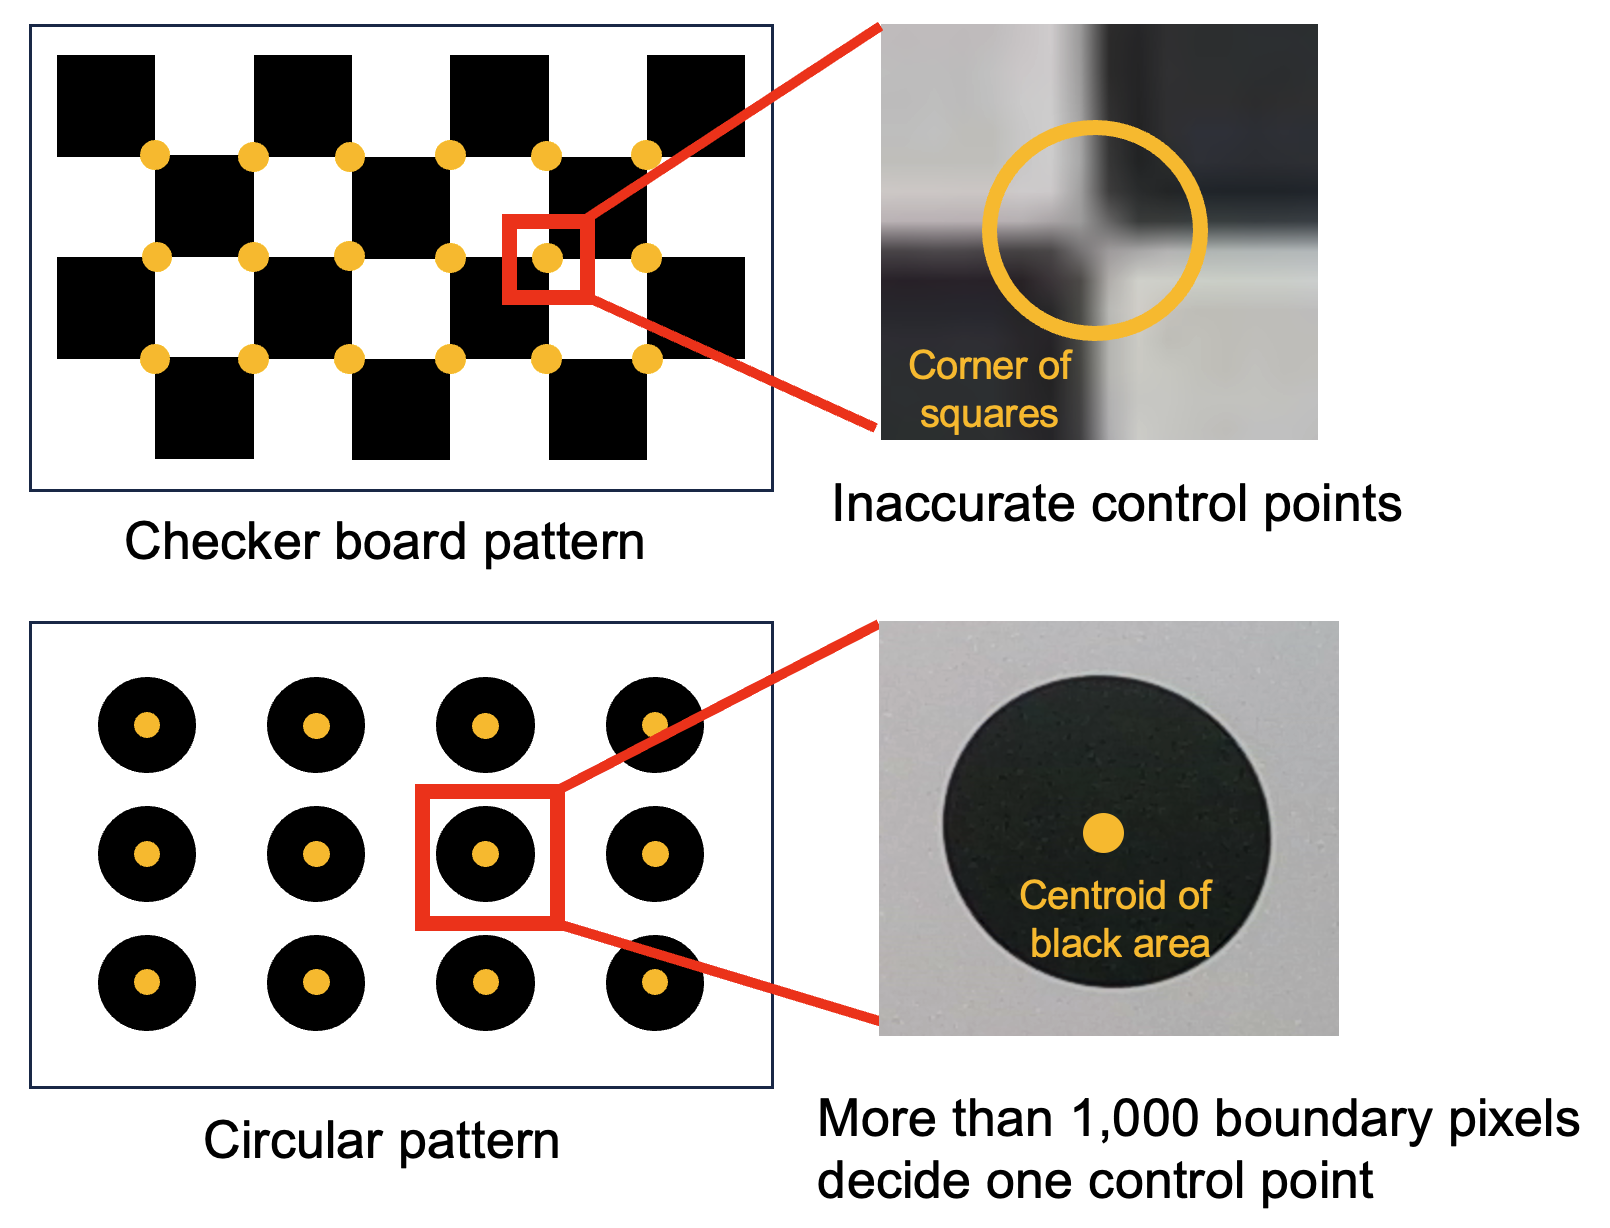 Corner of
squares
Inaccurate control points
Checker board pattern
Centroid of
black area
More than 1,000 boundary pixels
decide one control point
Circular pattern